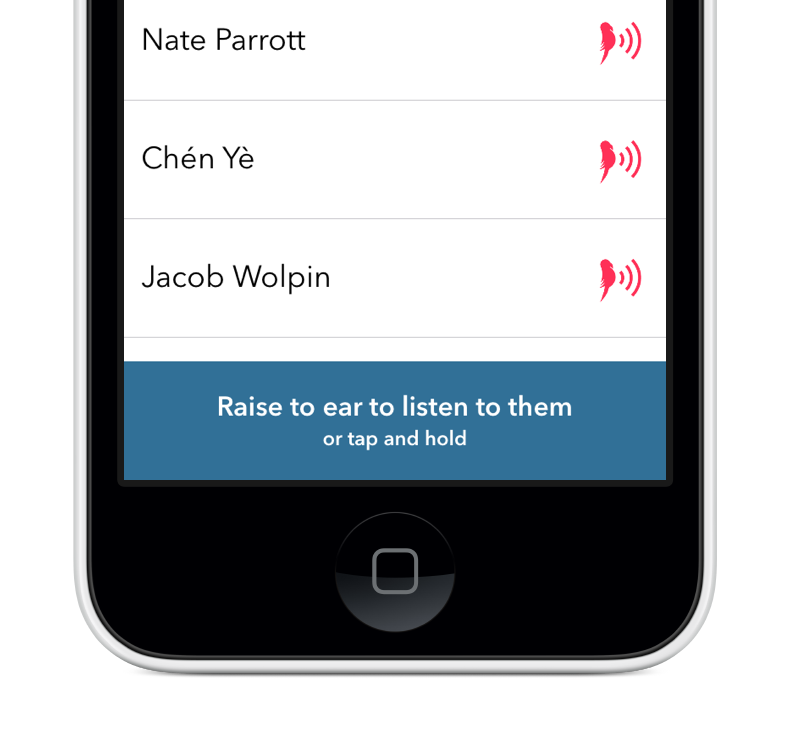 Nate Parrott
Chén Yè
Jacob Wolpin
Raise to ear to listen to them
or tap and hold